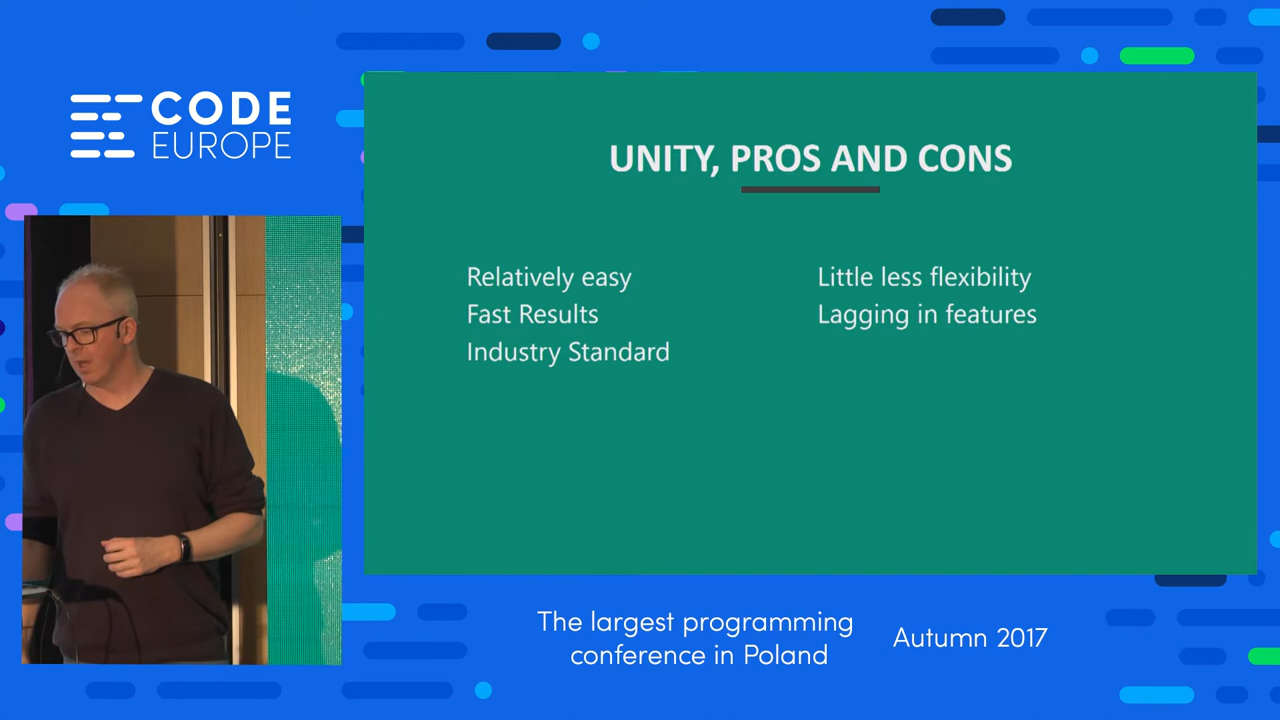 CODE
EUROPE
UNITY, PROS AND CONS
Relatively easy
Fast Results
Industry Standard
Little less flexibility
Lagging in features
The largest programming
conference in Poland
Autumn 2017